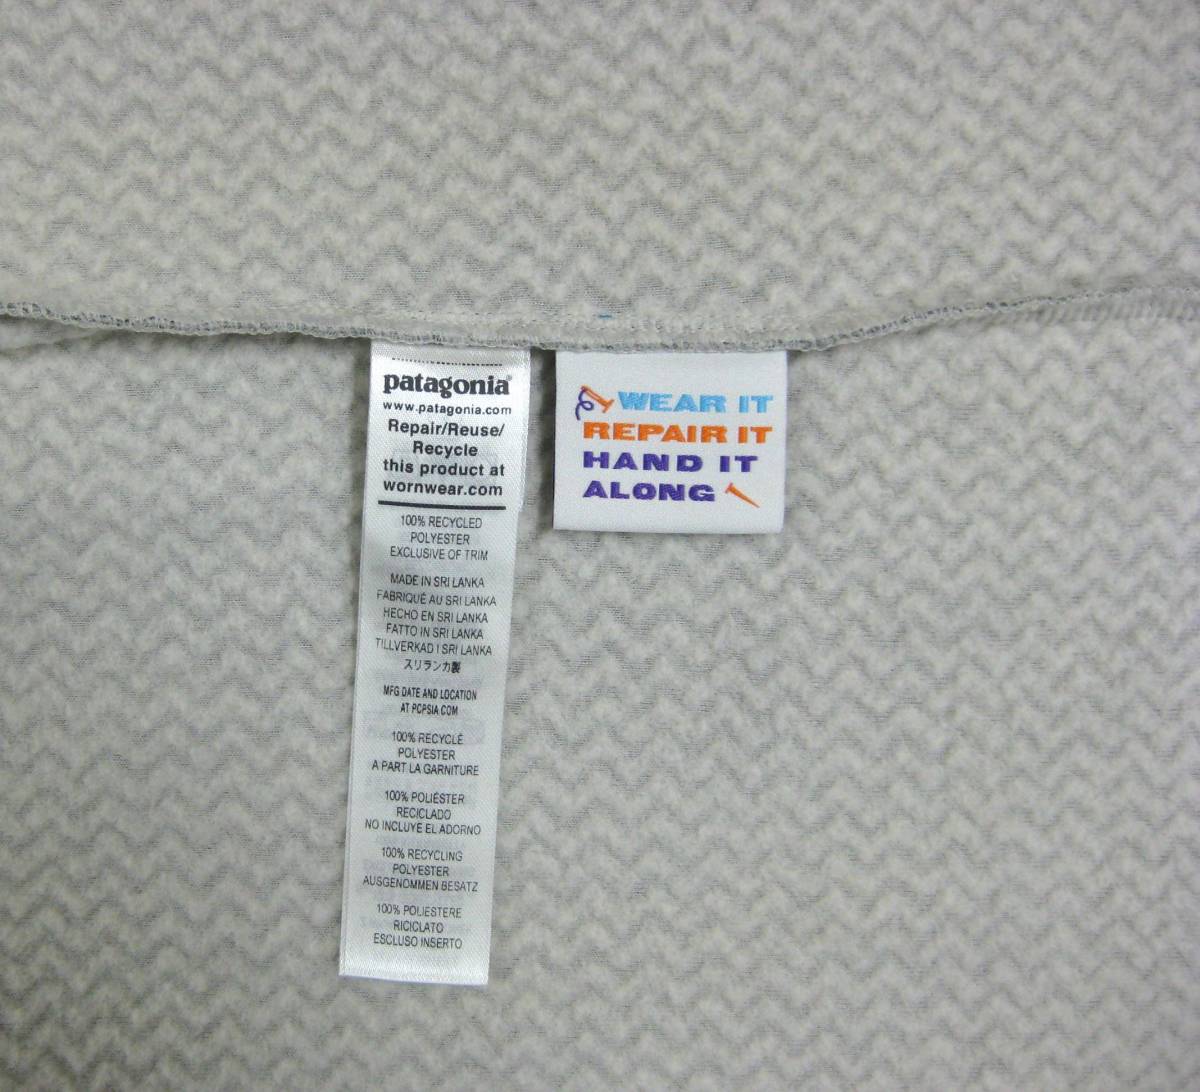 patagonia®
www.patagonia.com
Repair/Reuse/
Recycle
this product at
wornwear.com
100% RECYCLED
POLYESTER
EXCLUSIVE OF TRIM
MADE IN SRI LANKA
FABRIQUÉ AU SRI LANKA
HECHO EN SRI LANKA
FATTO IN SRI LANKA
TILLVERKAD I SRI LANKA
スリランカ製
MFG DATE AND LOCATION
AT PCPSIA.COM
100% RECYCLÉ
POLYESTER
A PART LA GARNITURE
100% POLIÉSTER
RECICLADO
NO INCLUYE EL ADORNO
100% RECYCLING
POLYESTER
AUSGENOMMEN BESATZ
100% POLIESTERE
RICICLATO
ESCLUSO INSERTO
WEAR IT
REPAIR IT
HAND IT
ALONG